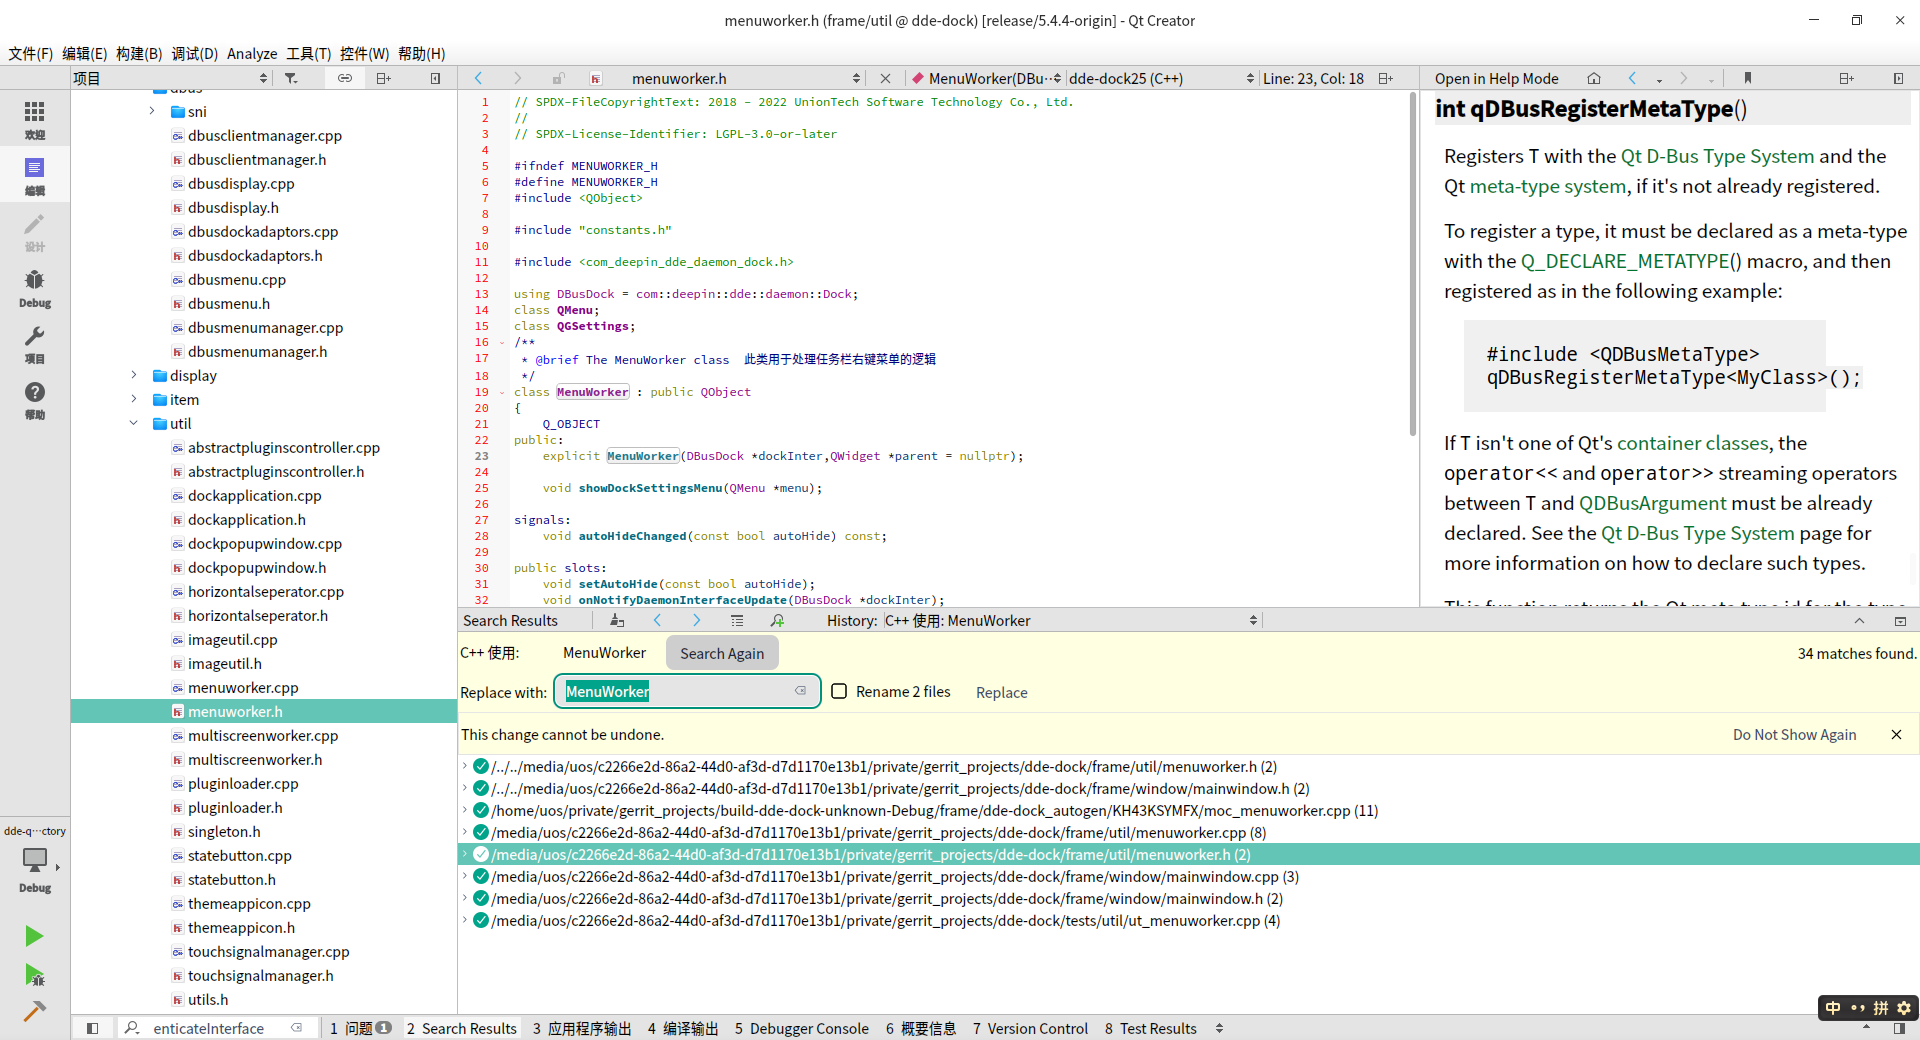 menuworker.h (frame/util @ dde-dock) [release/5.4.4-origin] - Qt Creator
文件(F) 编辑(E) 构建(B) 调试(D) Analyze 工具(T) 控件(W) 帮助(H)
项目
menuworker.h
MenuWorker(DBu··· dde-dock25 (C++)
Line: 23, Col: 18
Open in Help Mode
欢迎
编辑
设计
Debug
项目
帮助
dde-q···ctory
Debug
dbus
sni
dbusclientmanager.cpp
dbusclientmanager.h
dbusdisplay.cpp
dbusdisplay.h
dbusdockadaptors.cpp
dbusdockadaptors.h
dbusmenu.cpp
dbusmenu.h
dbusmenumanager.cpp
dbusmenumanager.h
display
item
util
abstractpluginscontroller.cpp
abstractpluginscontroller.h
dockapplication.cpp
dockapplication.h
dockpopupwindow.cpp
dockpopupwindow.h
horizontalseperator.cpp
horizontalseperator.h
imageutil.cpp
imageutil.h
menuworker.cpp
menuworker.h
multiscreenworker.cpp
multiscreenworker.h
pluginloader.cpp
pluginloader.h
singleton.h
statebutton.cpp
statebutton.h
themeappicon.cpp
themeappicon.h
touchsignalmanager.cpp
touchsignalmanager.h
utils.h
1 // SPDX-FileCopyrightText: 2018 - 2022 UnionTech Software Technology Co., Ltd.
2 //
3 // SPDX-License-Identifier: LGPL-3.0-or-later
4
5 #ifndef MENUWORKER_H
6 #define MENUWORKER_H
7 #include <QObject>
8
9 #include "constants.h"
10
11 #include <com_deepin_dde_daemon_dock.h>
12
13 using DBusDock = com::deepin::dde::daemon::Dock;
14 class QMenu;
15 class QGSettings;
16 /**
17 * @brief The MenuWorker class 此类用于处理任务栏右键菜单的逻辑
18 */
19 class MenuWorker : public QObject
20 {
21 Q_OBJECT
22 public:
23 explicit MenuWorker(DBusDock *dockInter,QWidget *parent = nullptr);
24
25 void showDockSettingsMenu(QMenu *menu);
26
27 signals:
28 void autoHideChanged(const bool autoHide) const;
29
30 public slots:
31 void setAutoHide(const bool autoHide);
32 void onNotifyDaemonInterfaceUpdate(DBusDock *dockInter);
int qDBusRegisterMetaType()
Registers T with the Qt D-Bus Type System and the
Qt meta-type system, if it's not already registered.
To register a type, it must be declared as a meta-type
with the Q_DECLARE_METATYPE() macro, and then
registered as in the following example:
#include <QDBusMetaType>
qDBusRegisterMetaType<MyClass>();
If T isn't one of Qt's container classes, the
operator<< and operator>> streaming operators
between T and QDBusArgument must be already
declared. See the Qt D-Bus Type System page for
more information on how to declare such types.
This function returns the Qt meta type id for the type
Search Results
History: C++ 使用: MenuWorker
C++ 使用: MenuWorker Search Again
34 matches found.
Replace with: MenuWorker Rename 2 files Replace
This change cannot be undone.
Do Not Show Again
/../../media/uos/c2266e2d-86a2-44d0-af3d-d7d1170e13b1/private/gerrit_projects/dde-dock/frame/util/menuworker.h (2)
/../../media/uos/c2266e2d-86a2-44d0-af3d-d7d1170e13b1/private/gerrit_projects/dde-dock/frame/window/mainwindow.h (2)
/home/uos/private/gerrit_projects/build-dde-dock-unknown-Debug/frame/dde-dock_autogen/KH43KSYMFX/moc_menuworker.cpp (11)
/media/uos/c2266e2d-86a2-44d0-af3d-d7d1170e13b1/private/gerrit_projects/dde-dock/frame/util/menuworker.cpp (8)
/media/uos/c2266e2d-86a2-44d0-af3d-d7d1170e13b1/private/gerrit_projects/dde-dock/frame/util/menuworker.h (2)
/media/uos/c2266e2d-86a2-44d0-af3d-d7d1170e13b1/private/gerrit_projects/dde-dock/frame/window/mainwindow.cpp (3)
/media/uos/c2266e2d-86a2-44d0-af3d-d7d1170e13b1/private/gerrit_projects/dde-dock/frame/window/mainwindow.h (2)
/media/uos/c2266e2d-86a2-44d0-af3d-d7d1170e13b1/private/gerrit_projects/dde-dock/tests/util/ut_menuworker.cpp (4)
中 拼
enticateInterface
1 问题 1 2 Search Results 3 应用程序输出 4 编译输出 5 Debugger Console 6 概要信息 7 Version Control 8 Test Results